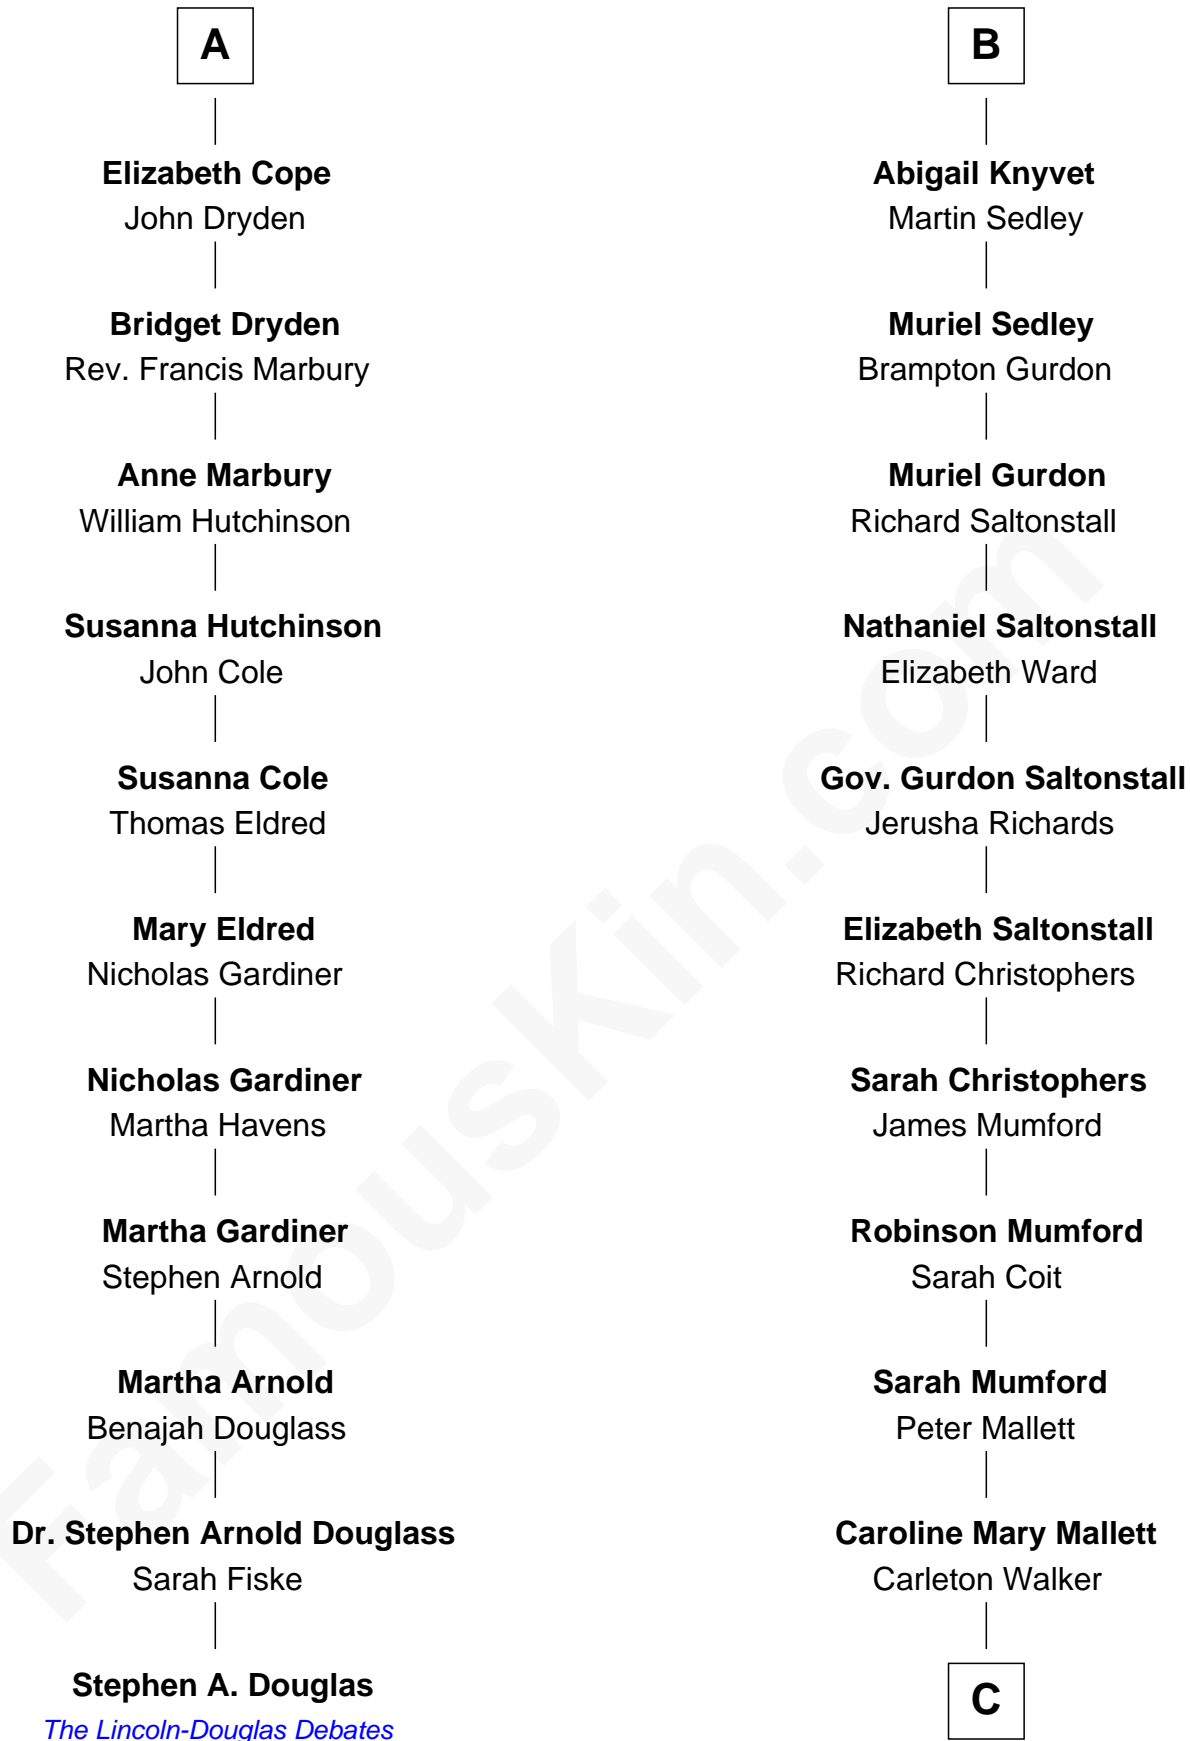 A
Elizabeth Cope
John Dryden
Bridget Dryden
Rev. Francis Marbury
Anne Marbury
William Hutchinson
Susanna Hutchinson
John Cole
Susanna Cole
Thomas Eldred
Mary Eldred
Nicholas Gardiner
Nicholas Gardiner
Martha Havens
Martha Gardiner
Stephen Arnold
Martha Arnold
Benajah Douglass
Dr. Stephen Arnold Douglass
Sarah Fiske
Stephen A. Douglas
The Lincoln-Douglas Debates
B
Abigail Knyvet
Martin Sedley
Muriel Sedley
Brampton Gurdon
Muriel Gurdon
Richard Saltonstall
Nathaniel Saltonstall
Elizabeth Ward
Gov. Gurdon Saltonstall
Jerusha Richards
Elizabeth Saltonstall
Richard Christophers
Sarah Christophers
James Mumford
Robinson Mumford
Sarah Coit
Sarah Mumford
Peter Mallett
Caroline Mary Mallett
Carleton Walker
C
FamousKin.com